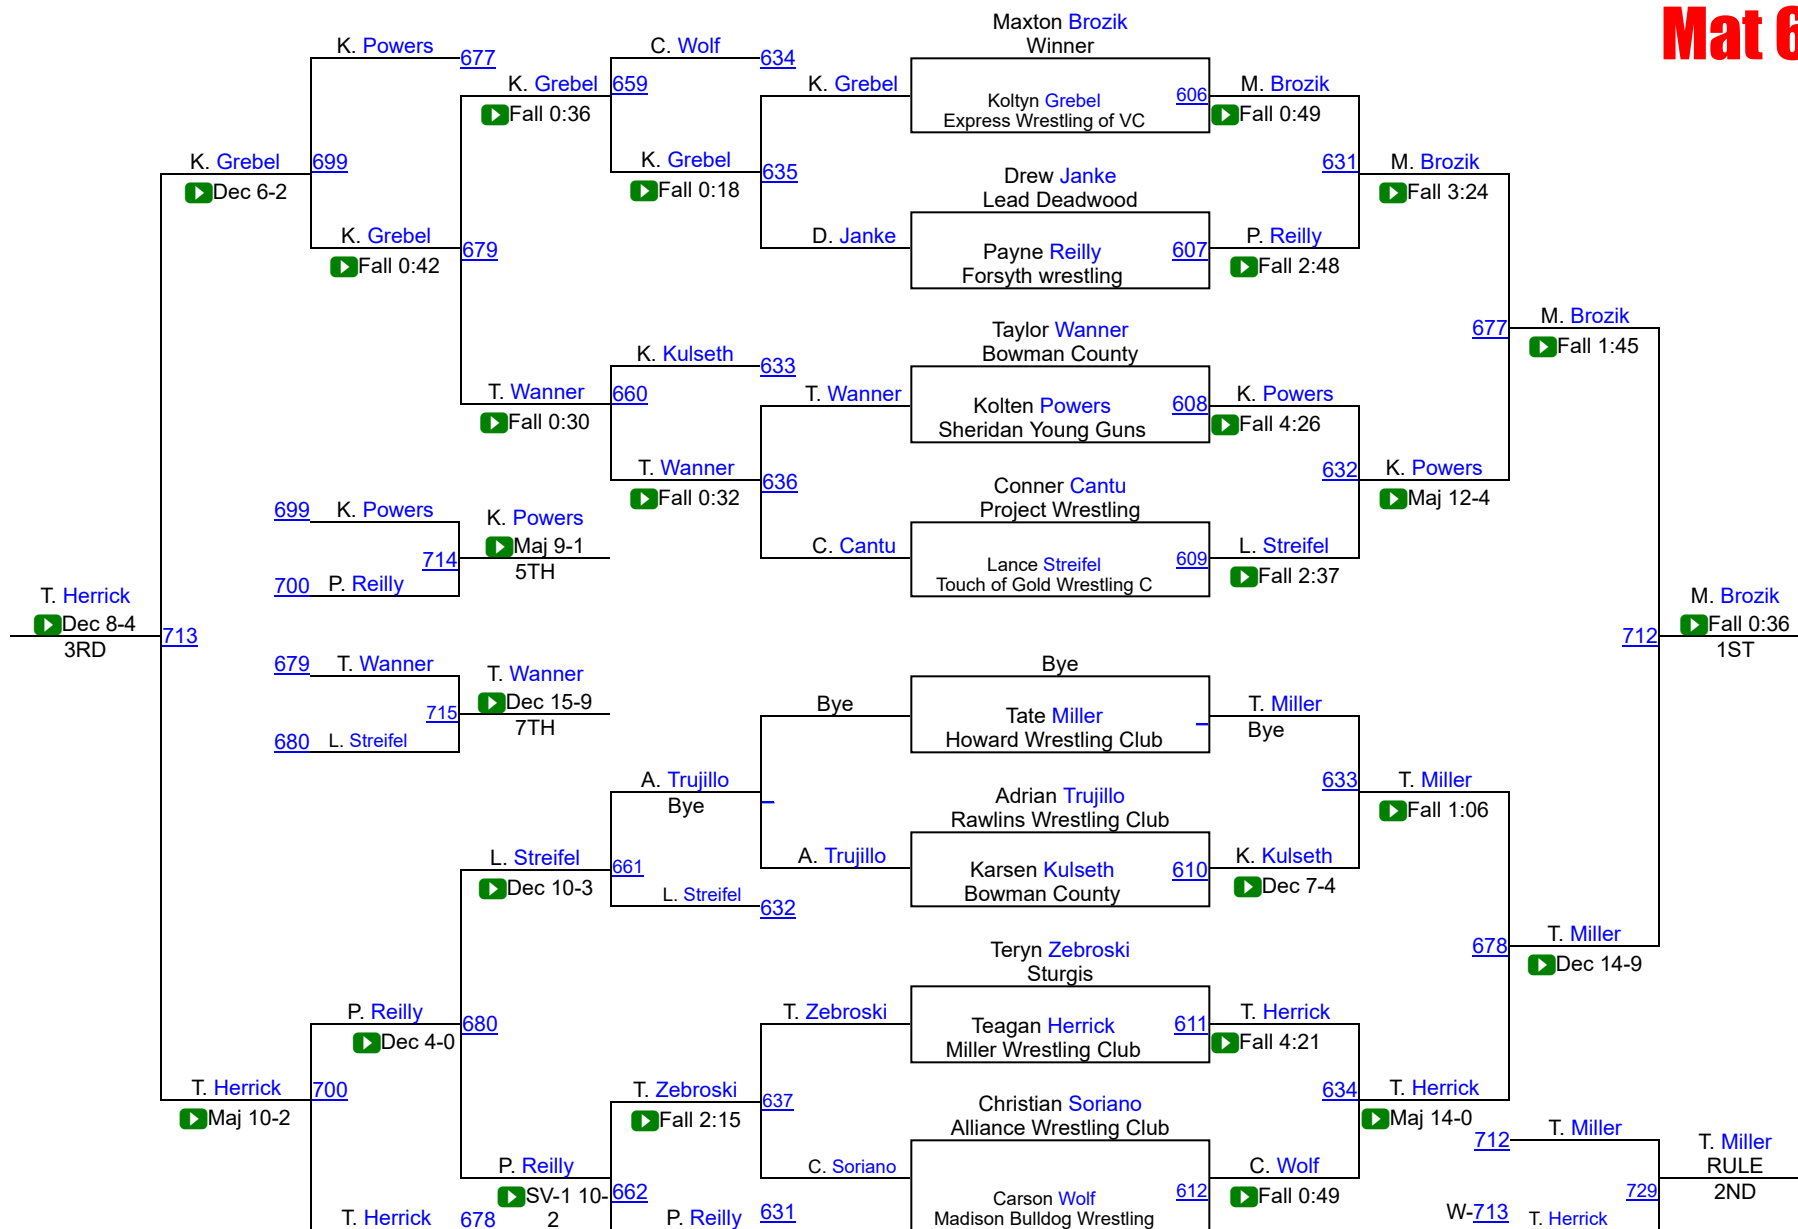 Mat 6
Maxton Brozik
Winner
K. Powers
677
C. Wolf
634
K. Grebel
659
Fall 0:36
K. Grebel
Koltyn Grebel
Express Wrestling of VC
606
M. Brozik
Fall 0:49
K. Grebel
699
Dec 6-2
K. Grebel
635
Fall 0:18
Drew Janke
Lead Deadwood
631
M. Brozik
Fall 3:24
K. Grebel
679
Fall 0:42
D. Janke
Payne Reilly
Forsyth wrestling
607
P. Reilly
Fall 2:48
Taylor Wanner
Bowman County
677
M. Brozik
Fall 1:45
K. Kulseth
633
T. Wanner
660
Fall 0:30
T. Wanner
Kolten Powers
Sheridan Young Guns
608
K. Powers
Fall 4:26
T. Wanner
636
Fall 0:32
Conner Cantu
Project Wrestling
632
K. Powers
Maj 12-4
699
K. Powers
K. Powers
Maj 9-1
5TH
714
700
P. Reilly
C. Cantu
Lance Streifel
Touch of Gold Wrestling C
609
L. Streifel
Fall 2:37
T. Herrick
Dec 8-4
3RD
713
712
M. Brozik
Fall 0:36
1ST
679
T. Wanner
T. Wanner
Dec 15-9
7TH
715
680
L. Streifel
Bye
Bye
Tate Miller
Howard Wrestling Club
T. Miller
Bye
A. Trujillo
Bye
Adrian Trujillo
Rawlins Wrestling Club
633
T. Miller
Fall 1:06
L. Streifel
661
Dec 10-3
A. Trujillo
Karsen Kulseth
Bowman County
610
K. Kulseth
Dec 7-4
L. Streifel
632
Teryn Zebroski
Sturgis
678
T. Miller
Dec 14-9
P. Reilly
680
Dec 4-0
T. Zebroski
Teagan Herrick
Miller Wrestling Club
611
T. Herrick
Fall 4:21
T. Herrick
700
Maj 10-2
T. Zebroski
637
Fall 2:15
Christian Soriano
Alliance Wrestling Club
634
T. Herrick
Maj 14-0
712
T. Miller
T. Miller
RULE
2ND
P. Reilly
662
SV-1 10-
2
C. Soriano
Carson Wolf
Madison Bulldog Wrestling
612
C. Wolf
Fall 0:49
729
T. Herrick
678
P. Reilly
631
W-713
T. Herrick